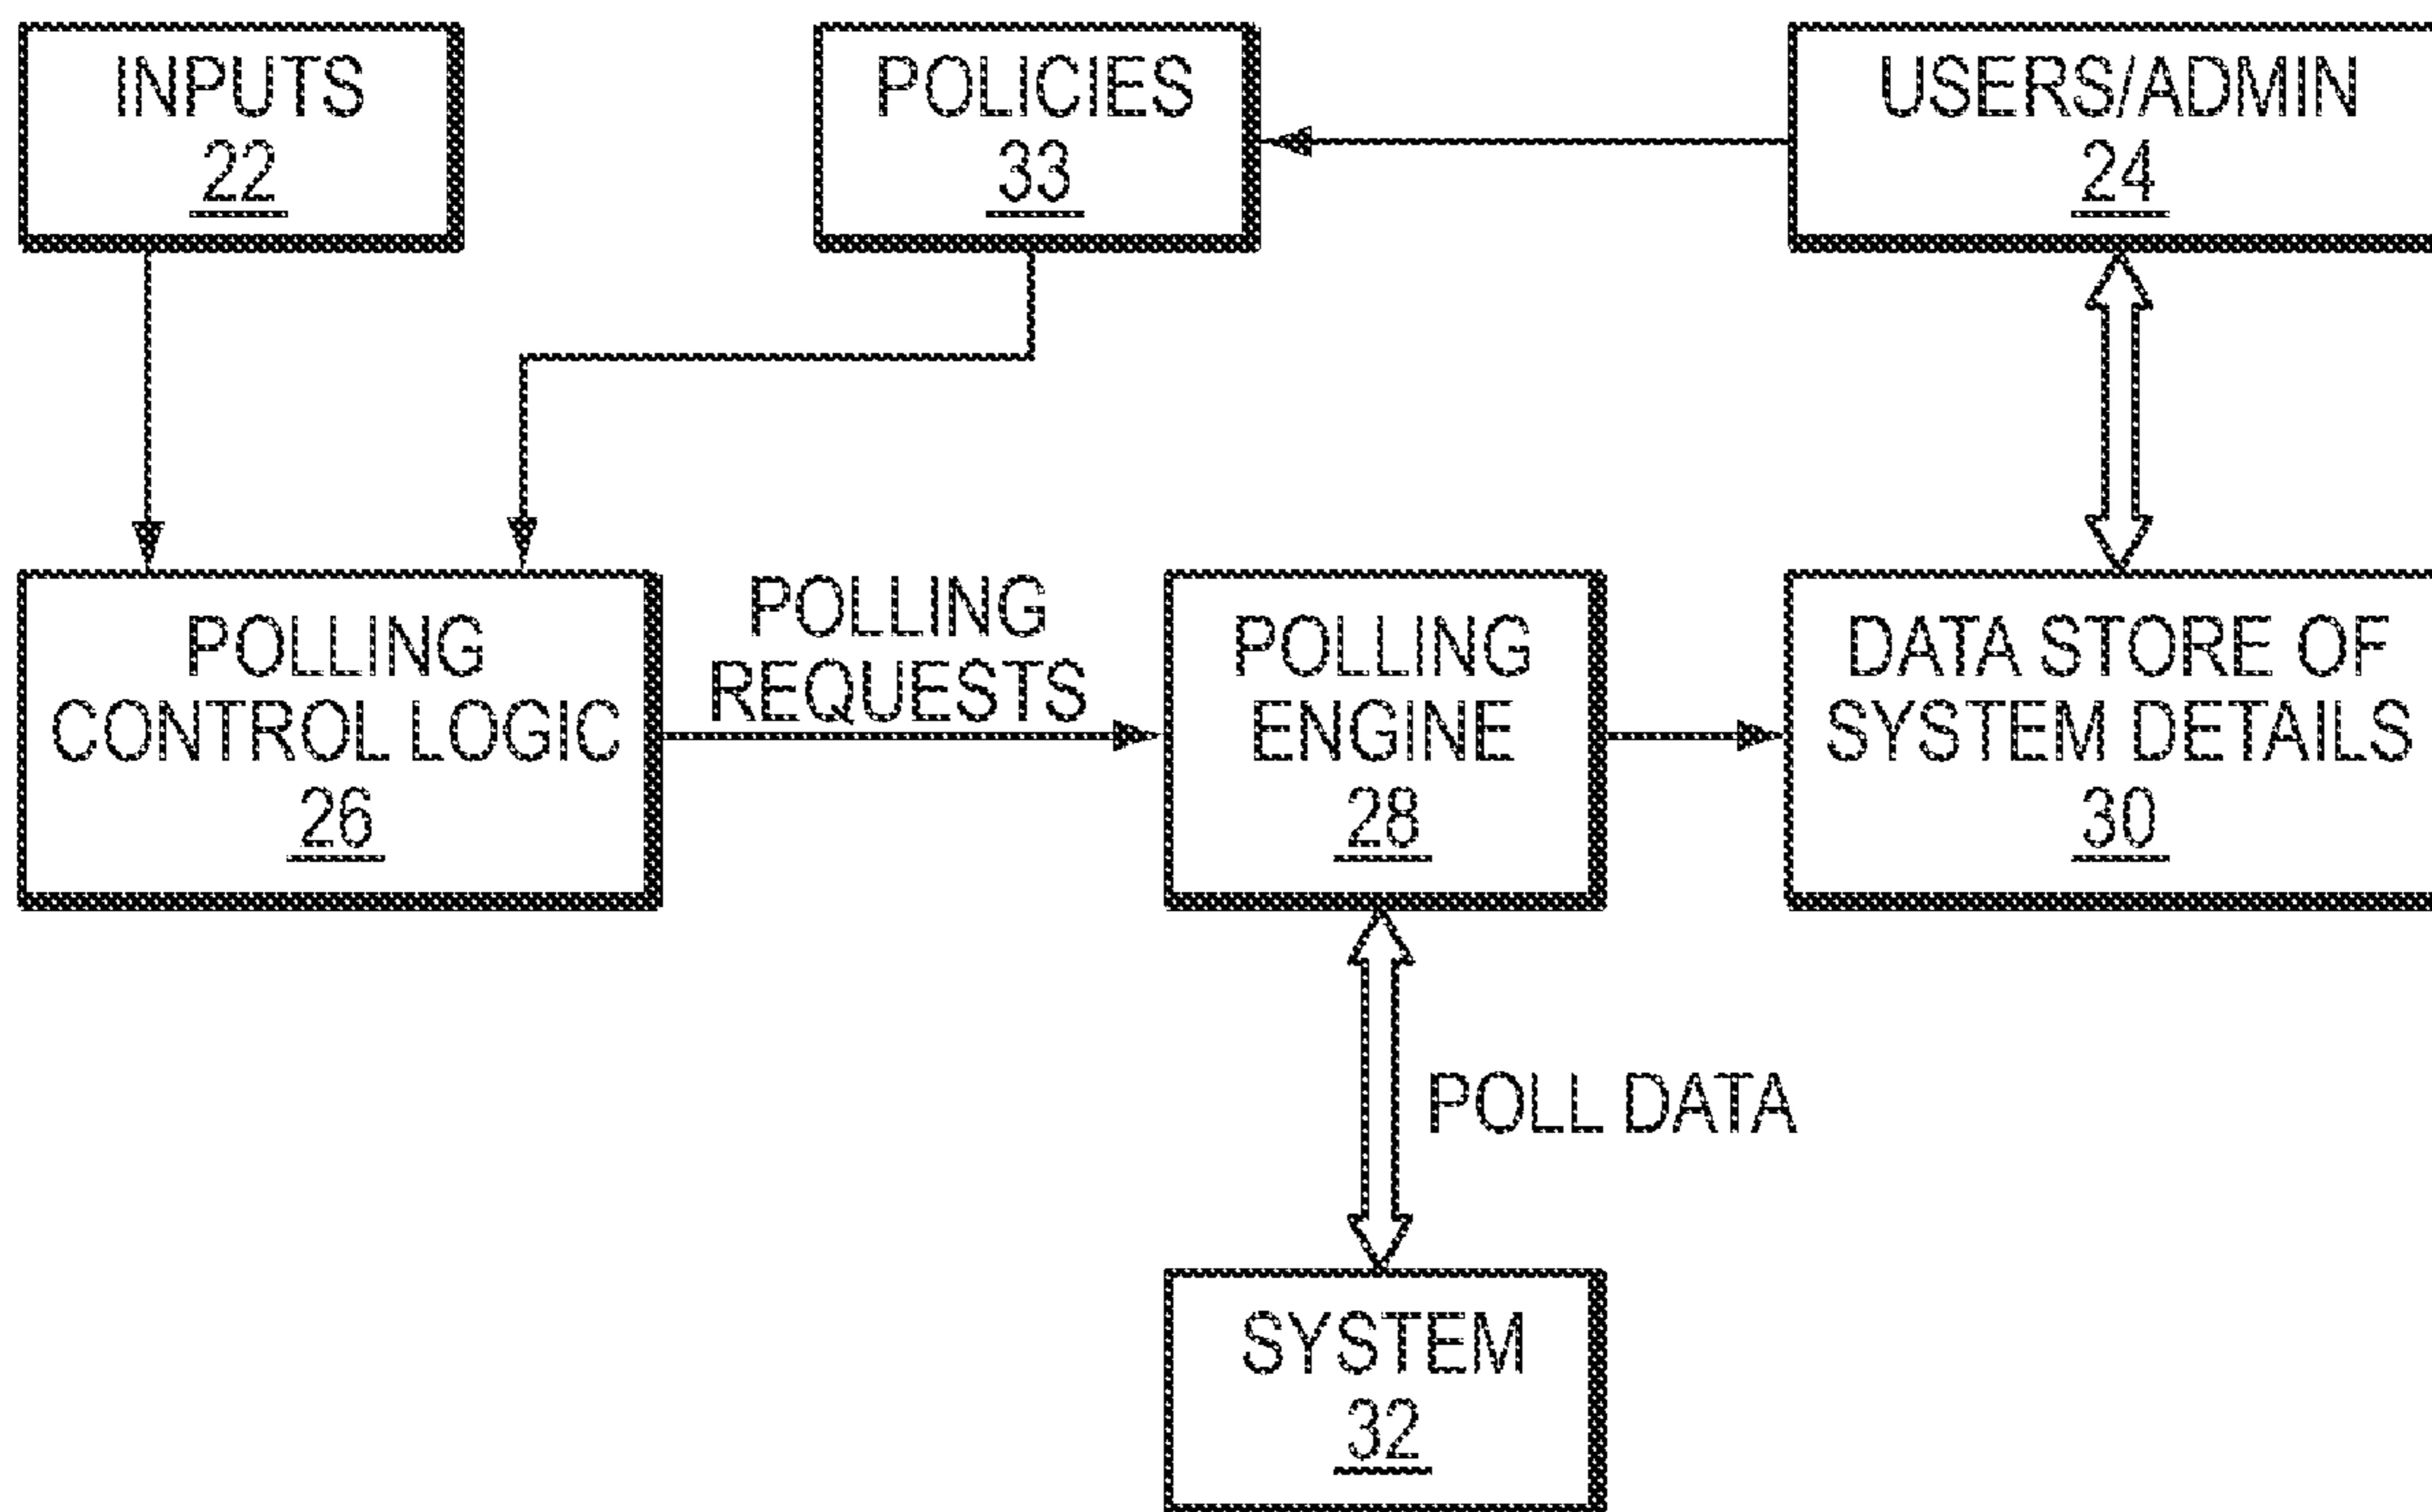 INPUTS
22
POLICIES
33
USERS/ADMIN
24
POLLING
CONTROL LOGIC
26
POLLING
REQUESTS
POLLING
ENGINE
28
DATA STORE OF
SYSTEM DETAILS
30
POLL DATA
SYSTEM
32